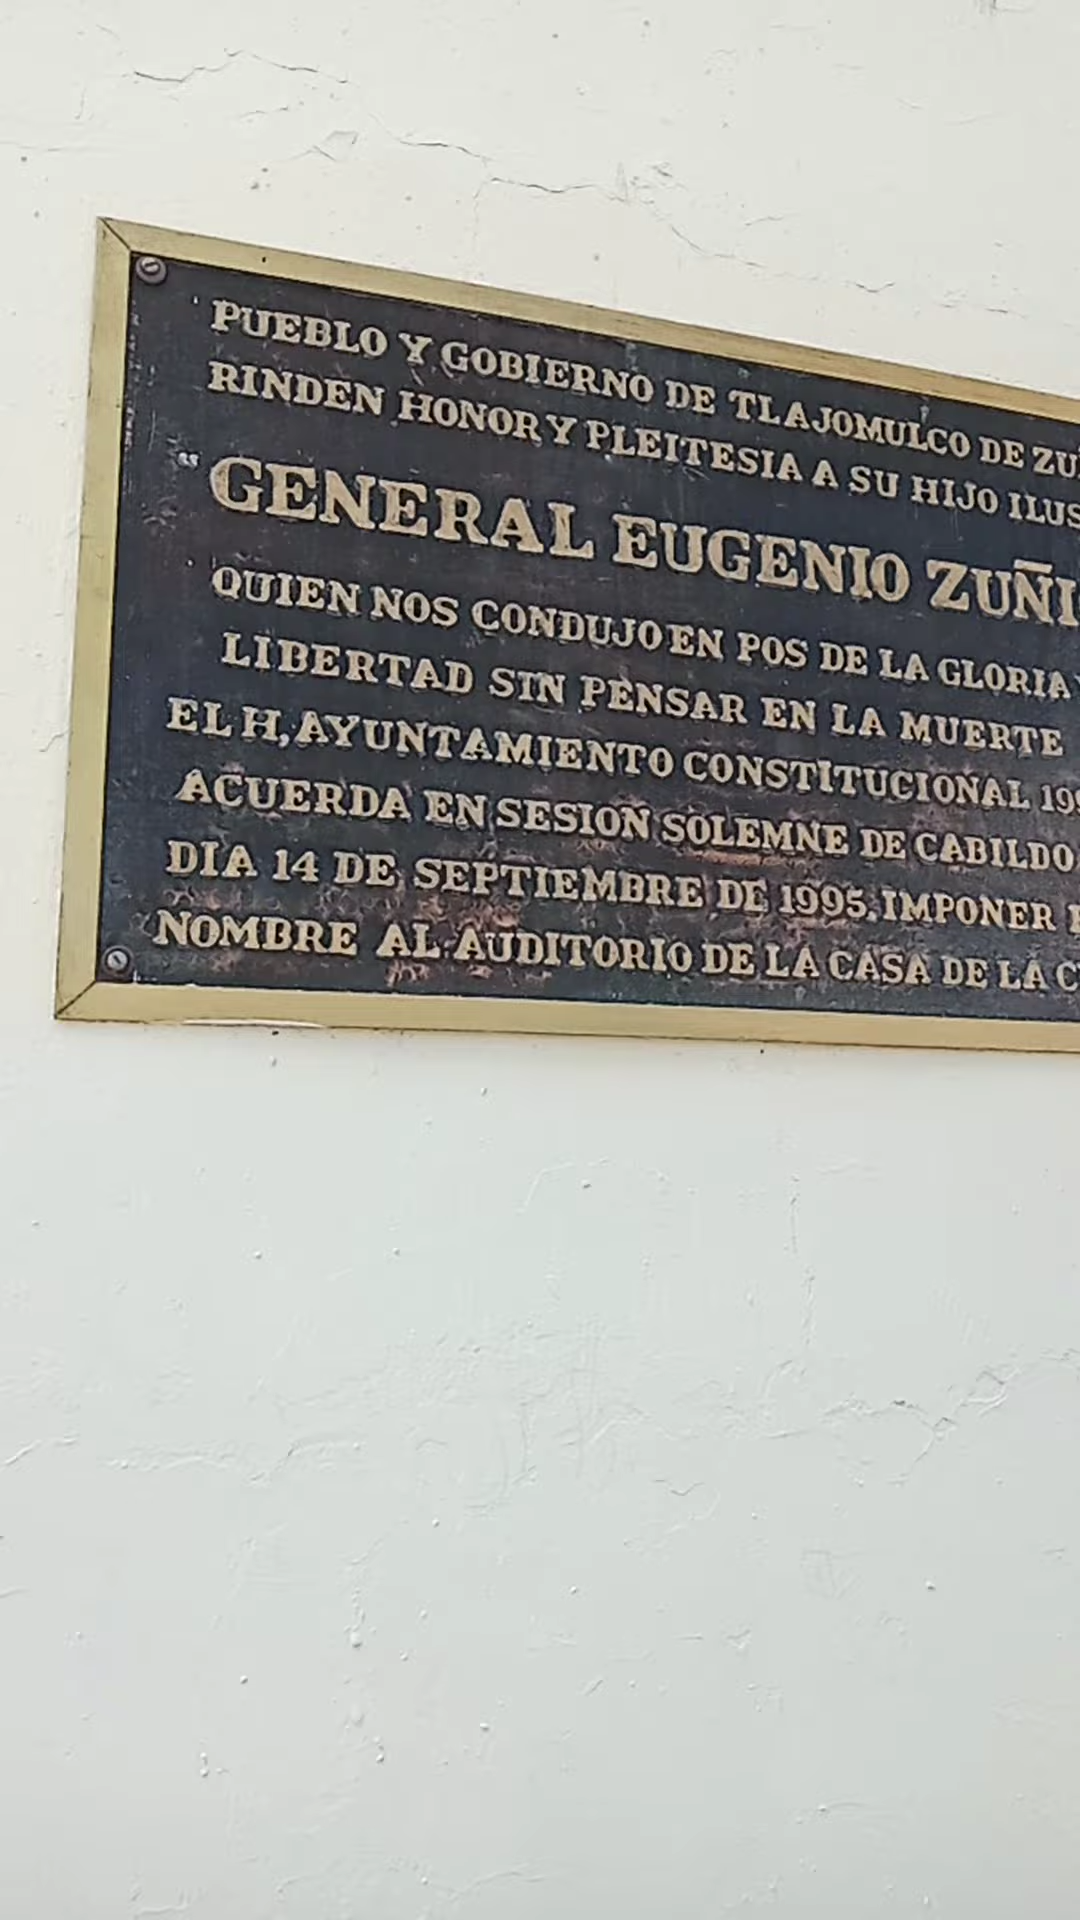 PUEBLO Y GOBIERNO DE TLAJOMULCO DE ZU
RINDEN HONOR Y PLEITESIA A SU HIJO ILUS
GENERAL EUGENIO ZUÑI
QUIEN NOS CONDUJO EN POS DE LA GLORIA Y
LIBERTAD SIN PENSAR EN LA MUERTE
EL H, AYUNTAMIENTO CONSTITUCIONAL 199
ACUERDA EN SESION SOLEMNE DE CABILDO
DIA 14 DE SEPTIEMBRE DE 1995, IMPONER
NOMBRE AL AUDITORIO DE LA CASA DE LA C